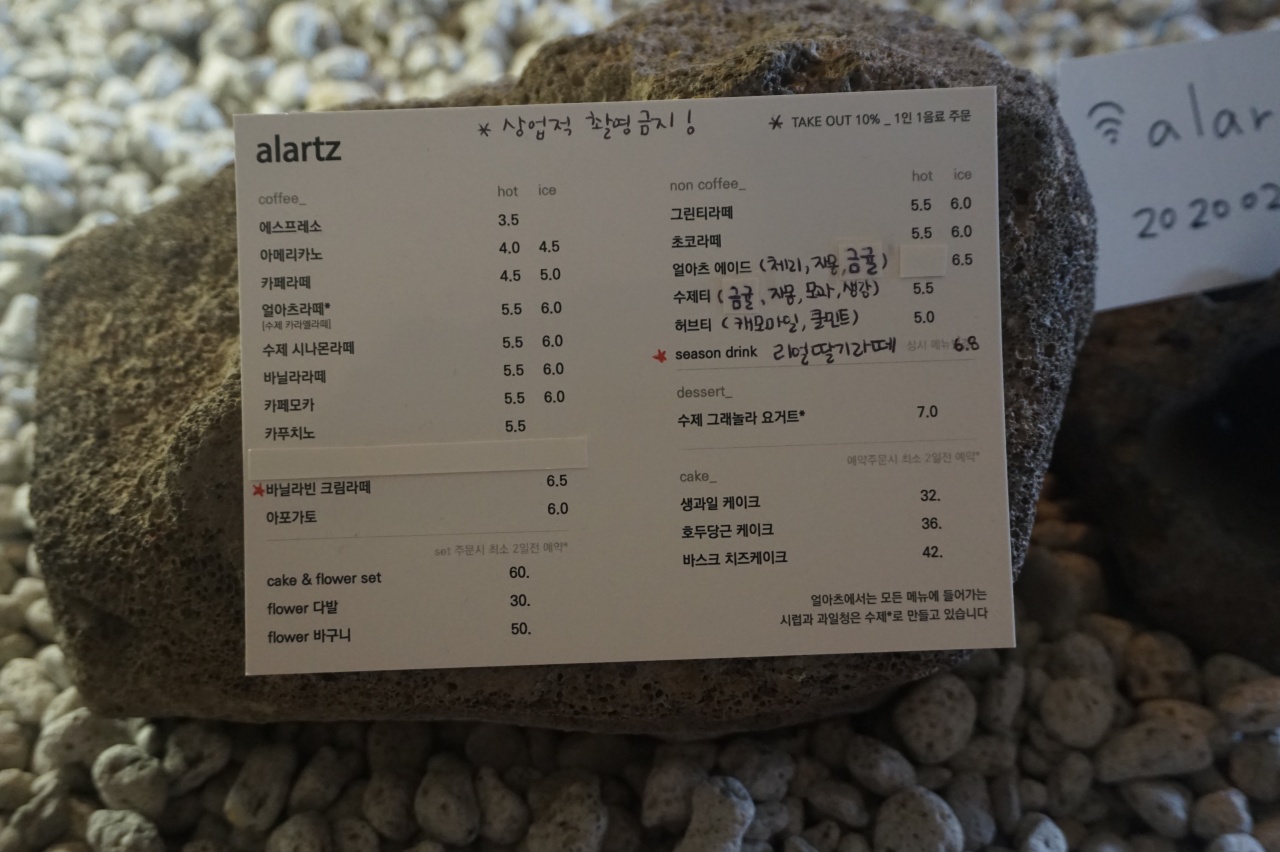 alartz
* 상업적 촬영금지!
* TAKE OUT 10% _ 1인 1음료 주문
coffee_ hot ice
에스프레소 3.5
아메리카노 4.0 4.5
카페라떼 4.5 5.0
얼아츠라떼* 5.5 6.0
[수제 카라멜라떼]
수제 시나몬라떼 5.5 6.0
바닐라라떼 5.5 6.0
카페모카 5.5 6.0
카푸치노 5.5
바닐라빈 크림라떼 6.5
아포가토 6.0
set 주문시 최소 2일전 예약*
cake & flower set 60.
flower 다발 30.
flower 바구니 50.
non coffee_ hot ice
그린티라떼 5.5 6.0
초코라떼 5.5 6.0
얼아츠 에이드 (체리, 자몽, 금귤) 6.5
수제티 (금귤, 자몽, 모과, 생강) 5.5
허브티 (캐모마일, 쿨민트) 5.0
season drink 리얼딸기라떼 상시 메뉴 6.8
dessert_
수제 그래놀라 요거트* 7.0
예약주문시 최소 2일전 예약*
cake_
생과일 케이크 32.
호두당근 케이크 36.
바스크 치즈케이크 42.
얼아츠에서는 모든 메뉴에 들어가는
시럽과 과일청은 수제*로 만들고 있습니다
alar
202002